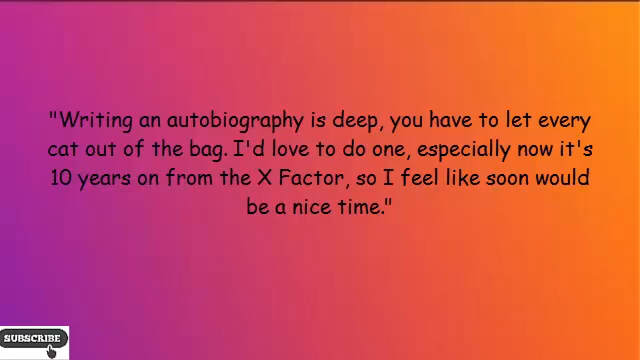 "Writing an autobiography is deep, you have to let every
cat out of the bag. I'd love to do one, especially now it's
10 years on from the X Factor, so I feel like soon would
be a nice time."
SUBSCRIBE